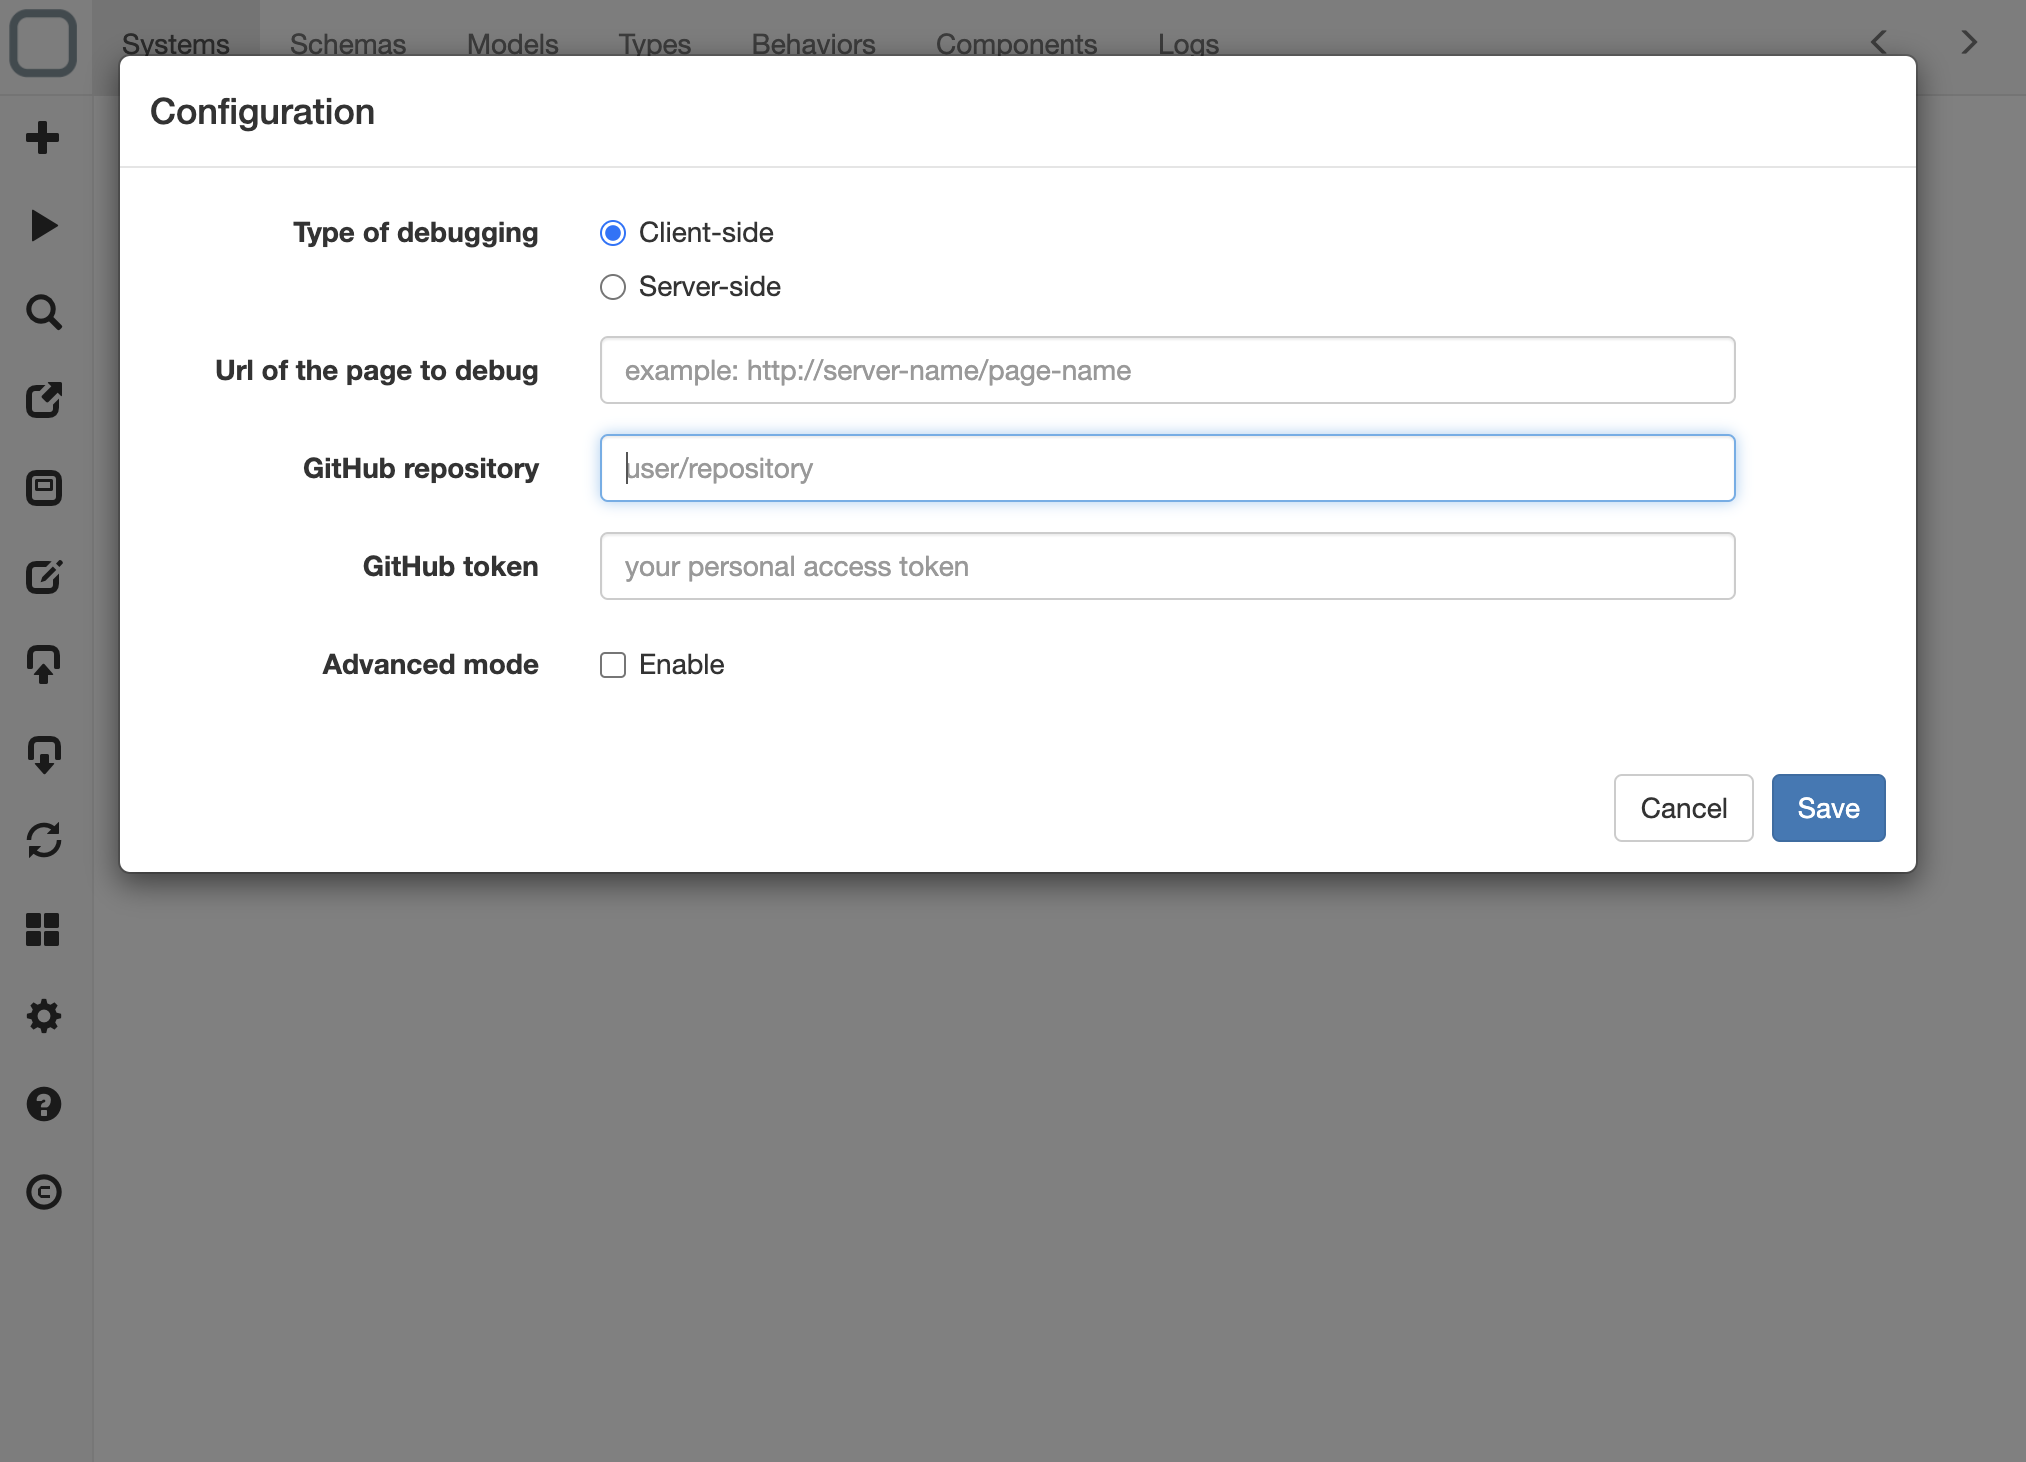 Systems Schemas Models Types Behaviors Components Logs
Configuration
Type of debugging Client-side
Server-side
Url of the page to debug example: http://server-name/page-name
GitHub repository user/repository
GitHub token your personal access token
Advanced mode Enable
Cancel Save